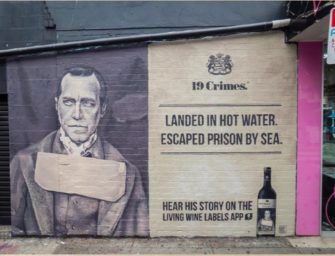 19 Crimes.
LANDED IN HOT WATER.
ESCAPED PRISON BY SEA.
HEAR HIS STORY ON THE
LIVING WINE LABELS APP